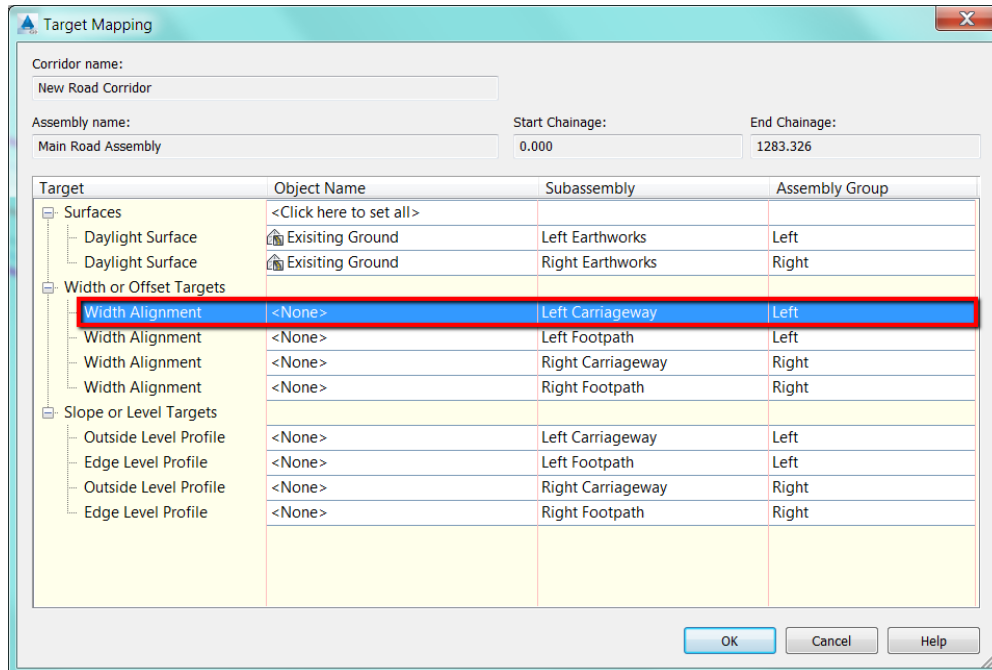 Target Mapping
Corridor name:
New Road Corridor
Assembly name: Start Chainage: End Chainage:
Main Road Assembly 0.000 1283.326
Target Object Name Subassembly Assembly Group
Surfaces <Click here to set all>
Daylight Surface Exisiting Ground Left Earthworks Left
Daylight Surface Exisiting Ground Right Earthworks Right
Width or Offset Targets
Width Alignment <None> Left Carriageway Left
Width Alignment <None> Left Footpath Left
Width Alignment <None> Right Carriageway Right
Width Alignment <None> Right Footpath Right
Slope or Level Targets
Outside Level Profile <None> Left Carriageway Left
Edge Level Profile <None> Left Footpath Left
Outside Level Profile <None> Right Carriageway Right
Edge Level Profile <None> Right Footpath Right
OK Cancel Help